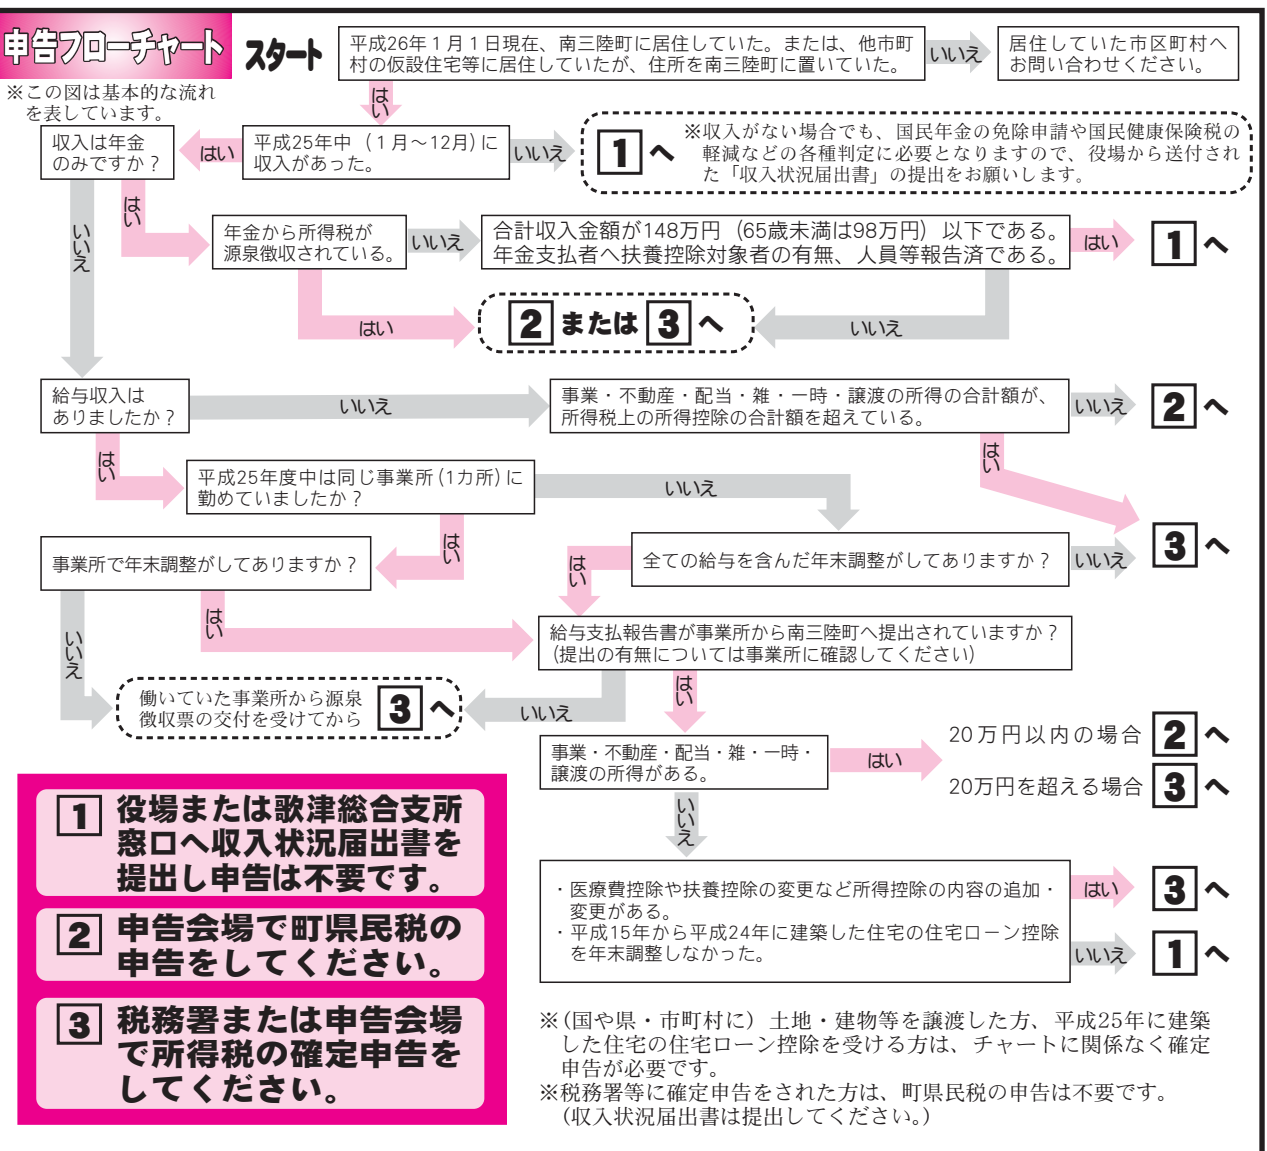 申告フローチャート
スタート
平成26年1月1日現在、南三陸町に居住していた。または、他市町
村の仮設住宅等に居住していたが、住所を南三陸町に置いていた。
いいえ
居住していた市区町村へ
お問い合わせください。
※この図は基本的な流れ
を表しています。
はい
収入は年金
のみですか？
はい
平成25年中（1月～12月)に
収入があった。
いいえ
1へ
※収入がない場合でも、国民年金の免除申請や国民健康保険税の
軽減などの各種判定に必要となりますので、役場から送付され
た「収入状況届出書」の提出をお願いします。
いいえ
はい
年金から所得税が
源泉徴収されている。
いいえ
合計収入金額が148万円（65歳未満は98万円）以下である。
年金支払者へ扶養控除対象者の有無、人員等報告済である。
はい
1へ
はい
2または3へ
いいえ
給与収入は
ありましたか？
いいえ
事業・不動産・配当・雑・一時・譲渡の所得の合計額が、
所得税上の所得控除の合計額を超えている。
いいえ
2へ
はい
はい
平成25年度中は同じ事業所(1カ所)に
勤めていましたか？
いいえ
はい
事業所で年末調整がしてありますか？
はい
全ての給与を含んだ年末調整がしてありますか？
いいえ
3へ
いいえ
はい
給与支払報告書が事業所から南三陸町へ提出されていますか？
(提出の有無については事業所に確認してください)
働いていた事業所から源泉
徴収票の交付を受けてから
3へ
いいえ
はい
事業・不動産・配当・雑・一時・
譲渡の所得がある。
はい
20万円以内の場合 2へ
20万円を超える場合 3へ
いいえ
・医療費控除や扶養控除の変更など所得控除の内容の追加・
変更がある。
・平成15年から平成24年に建築した住宅の住宅ローン控除
を年末調整しなかった。
はい
3へ
いいえ
1へ
1 役場または歌津総合支所
窓口へ収入状況届出書を
提出し申告は不要です。
2 申告会場で町県民税の
申告をしてください。
3 税務署または申告会場
で所得税の確定申告を
してください。
※(国や県・市町村に）土地・建物等を譲渡した方、平成25年に建築
した住宅の住宅ローン控除を受ける方は、チャートに関係なく確定
申告が必要です。
※税務署等に確定申告をされた方は、町県民税の申告は不要です。
(収入状況届出書は提出してください。)